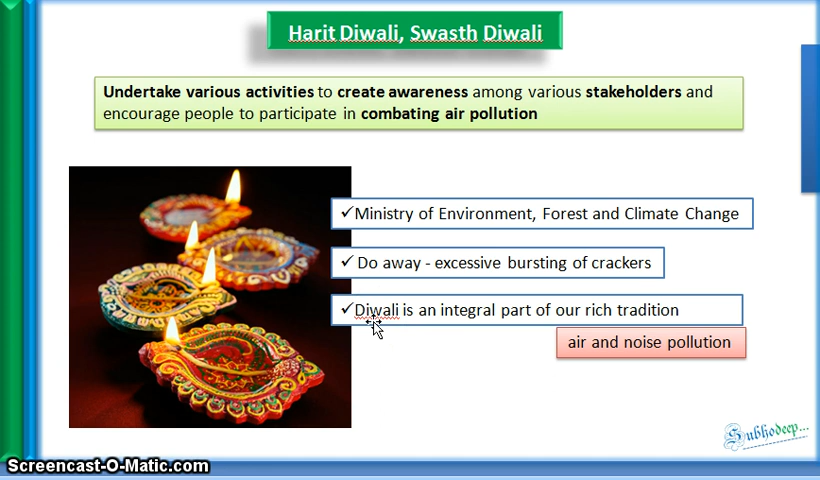 Harit Diwali, Swasth Diwali
Undertake various activities to create awareness among various stakeholders and
encourage people to participate in combating air pollution
✓Ministry of Environment, Forest and Climate Change
✓ Do away - excessive bursting of crackers
✓Diwali is an integral part of our rich tradition
air and noise pollution
Subhodeep...
Screencast-O-Matic.com